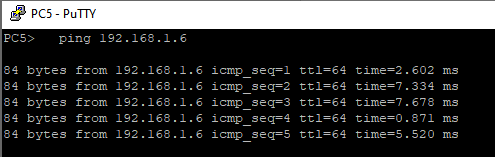 PC5 - PuTTY
PC5>   ping 192.168.1.6
84 bytes from 192.168.1.6 icmp_seq=1 ttl=64 time=2.602 ms
84 bytes from 192.168.1.6 icmp_seq=2 ttl=64 time=7.334 ms
84 bytes from 192.168.1.6 icmp_seq=3 ttl=64 time=7.678 ms
84 bytes from 192.168.1.6 icmp_seq=4 ttl=64 time=0.871 ms
84 bytes from 192.168.1.6 icmp_seq=5 ttl=64 time=5.520 ms